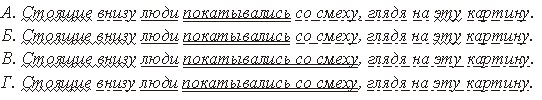 А. Стоящие внизу люди покатывались со смеху, глядя на эту картину.
Б. Стоящие внизу люди покатывались со смеху, глядя на эту картину.
В. Стоящие внизу люди покатывались со смеху, глядя на эту картину.
Г. Стоящие внизу люди покатывались со смеху, глядя на эту картину.